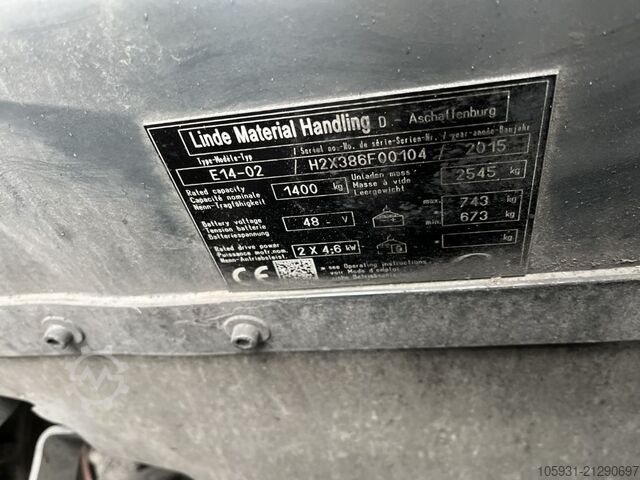 Linde Material Handling D - Aschaffenburg
Type-Modèle-Typ / Serial no.-No. de série-Serien-Nr. / year-année-Baujahr
E14-02 / H2X386F00104 / 2015
Rated capacity
Capacité nominale
Nenn-Tragfähigkeit
1400 kg
Unladen mass
Masse à vide
Leergewicht
2545 kg
Battery voltage
Tension batterie
Batteriespannung
48 - V
max 743 kg
min 673 kg
Rated drive power
Puissance motr.nom
Nenn-Antriebsleist.
2 X 4,6 kW
kg
CE
* see Operating instructions
voir Mode d'emploi
siehe Betriebsanl.
105931-21290697